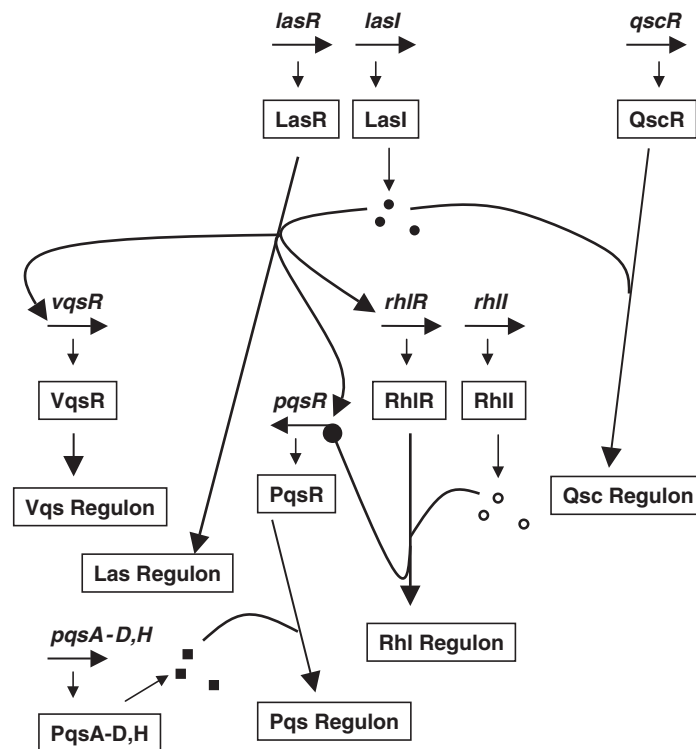 lasR lasI qscR
LasR LasI QscR
vqsR rhlR rhlI
VqsR RhlR RhlI
pqsR
PqsR
Vqs Regulon Qsc Regulon
Las Regulon
pqsA-D,H
Rhl Regulon
PqsA-D,H Pqs Regulon